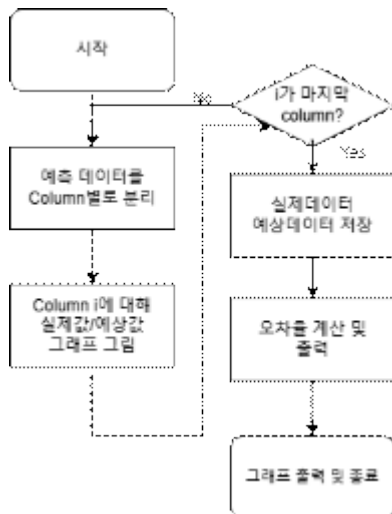 시작
예측 데이터를
Column별로 분리
Column i에 대해
실제값/예상값
그래프 그림
i가 마지막
column?
No
Yes
실제데이터
예상데이터 저장
오차율 계산 및
출력
그래프 출력 및 종료